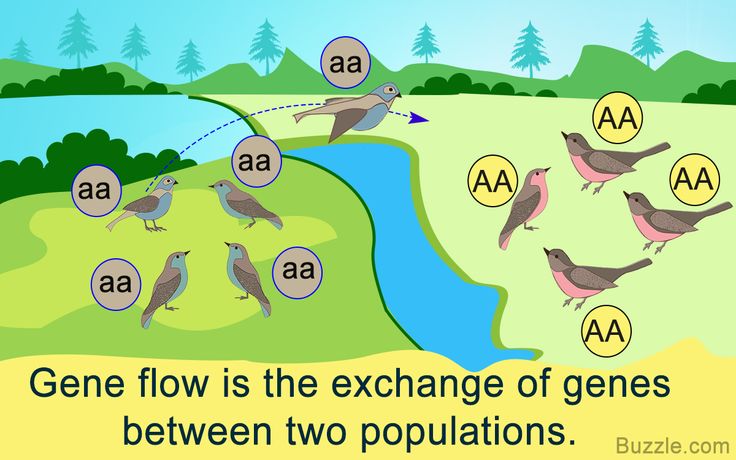 aa
aa
aa
aa
aa
AA
AA
AA
AA
Gene flow is the exchange of genes
between two populations.
Buzzle.com